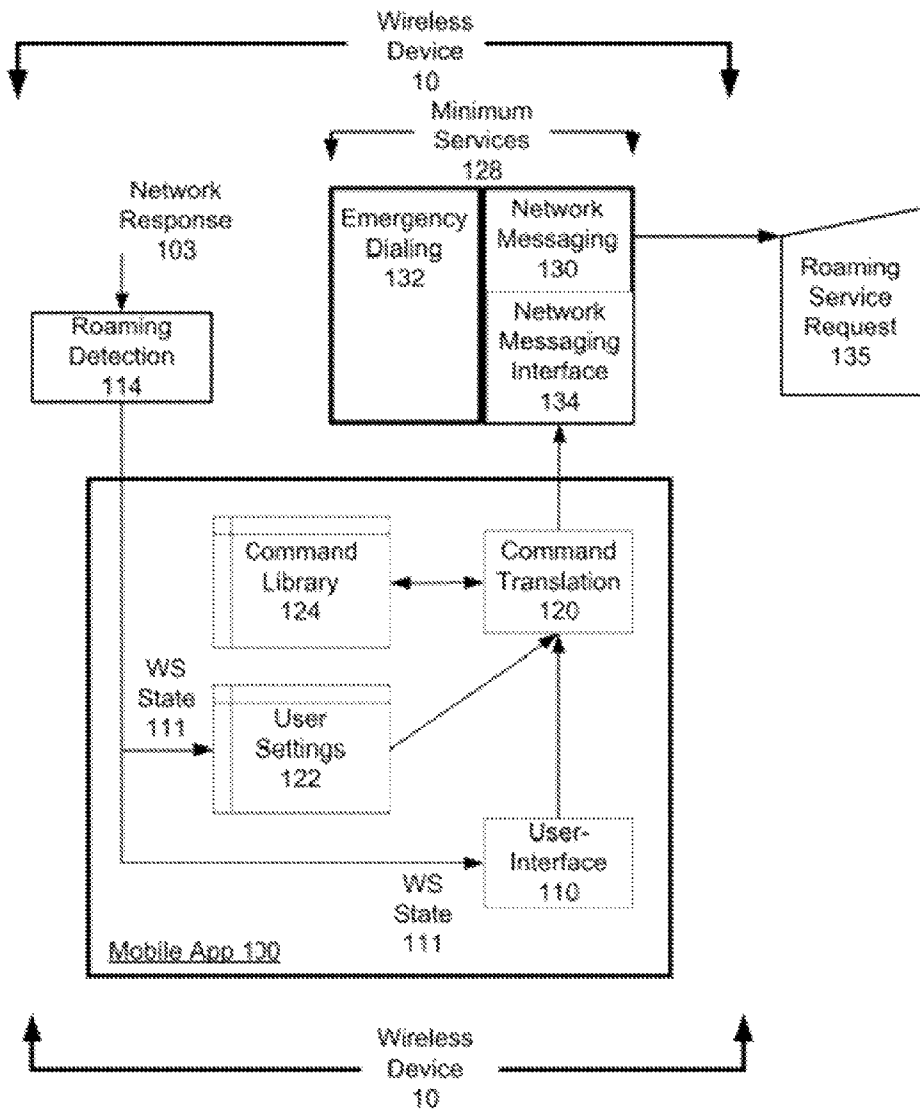 Wireless
Device
10
Minimum
Services
128
Network
Response
103
Emergency
Dialing
132
Network
Messaging
130
Network
Messaging
Interface
134
Roaming
Service
Request
135
Roaming
Detection
114
Command
Library
124
Command
Translation
120
WS
State
111
User
Settings
122
User-
Interface
110
WS
State
111
Mobile App 100
Wireless
Device
10